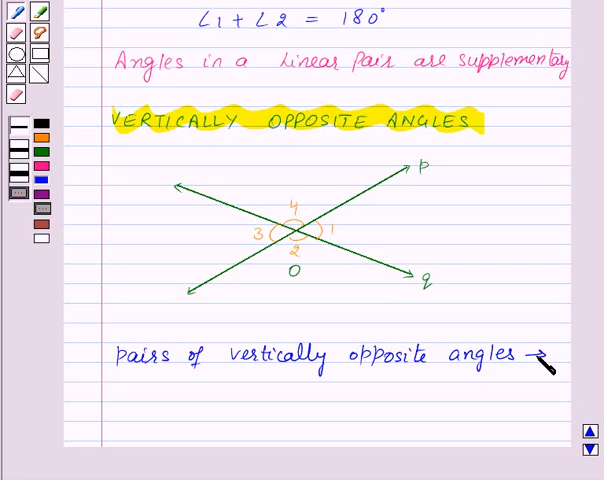 ∠1 + ∠2 = 180°
Angles in a Linear Pair are supplementary
VERTICALLY OPPOSITE ANGLES
p
4
3 1
2
O
q
pairs of vertically opposite angles →